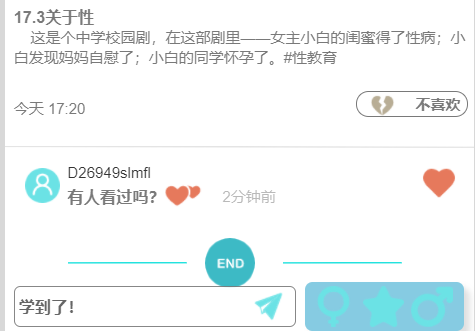 17.3关于性
这是个中学校园剧，在这部剧里——女主小白的闺蜜得了性病；小
白发现妈妈自慰了；小白的同学怀孕了。#性教育
今天 17:20
不喜欢
D26949slmfl
有人看过吗？
2分钟前
END
学到了！